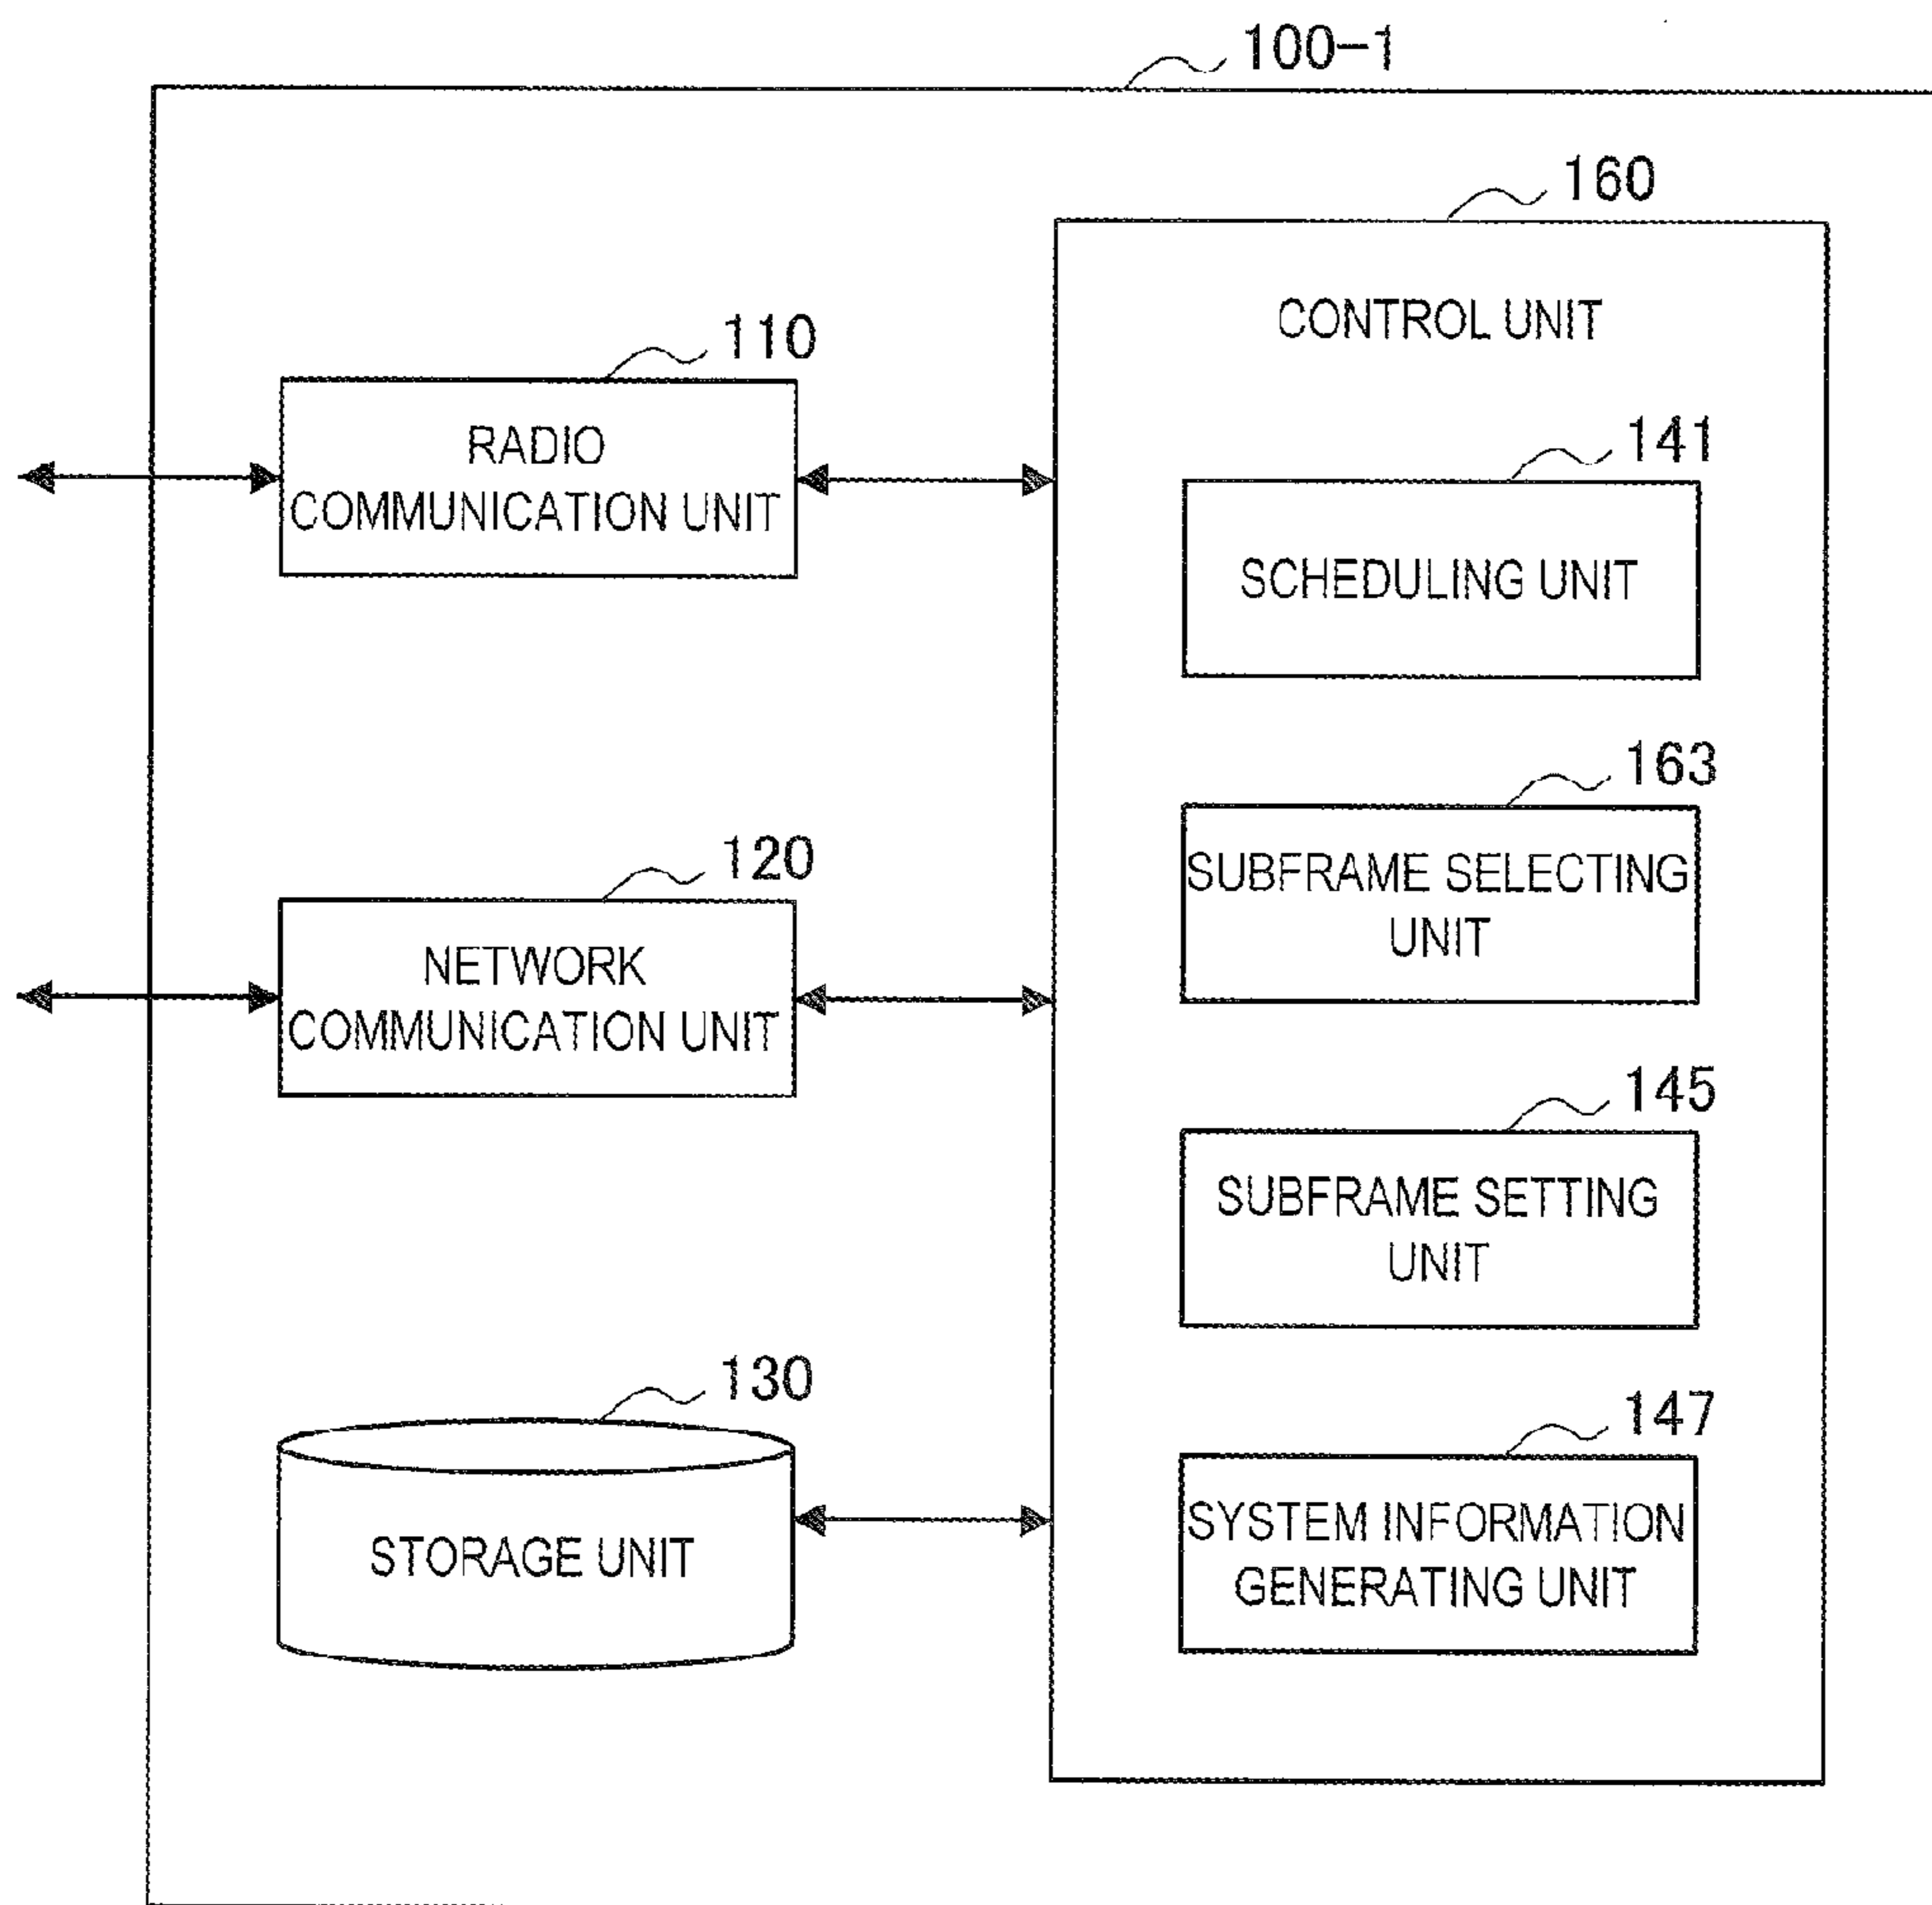 100-1
160
CONTROL UNIT
110
RADIO
COMMUNICATION UNIT
141
SCHEDULING UNIT
163
SUBFRAME SELECTING
UNIT
120
NETWORK
COMMUNICATION UNIT
145
SUBFRAME SETTING
UNIT
130
STORAGE UNIT
147
SYSTEM INFORMATION
GENERATING UNIT